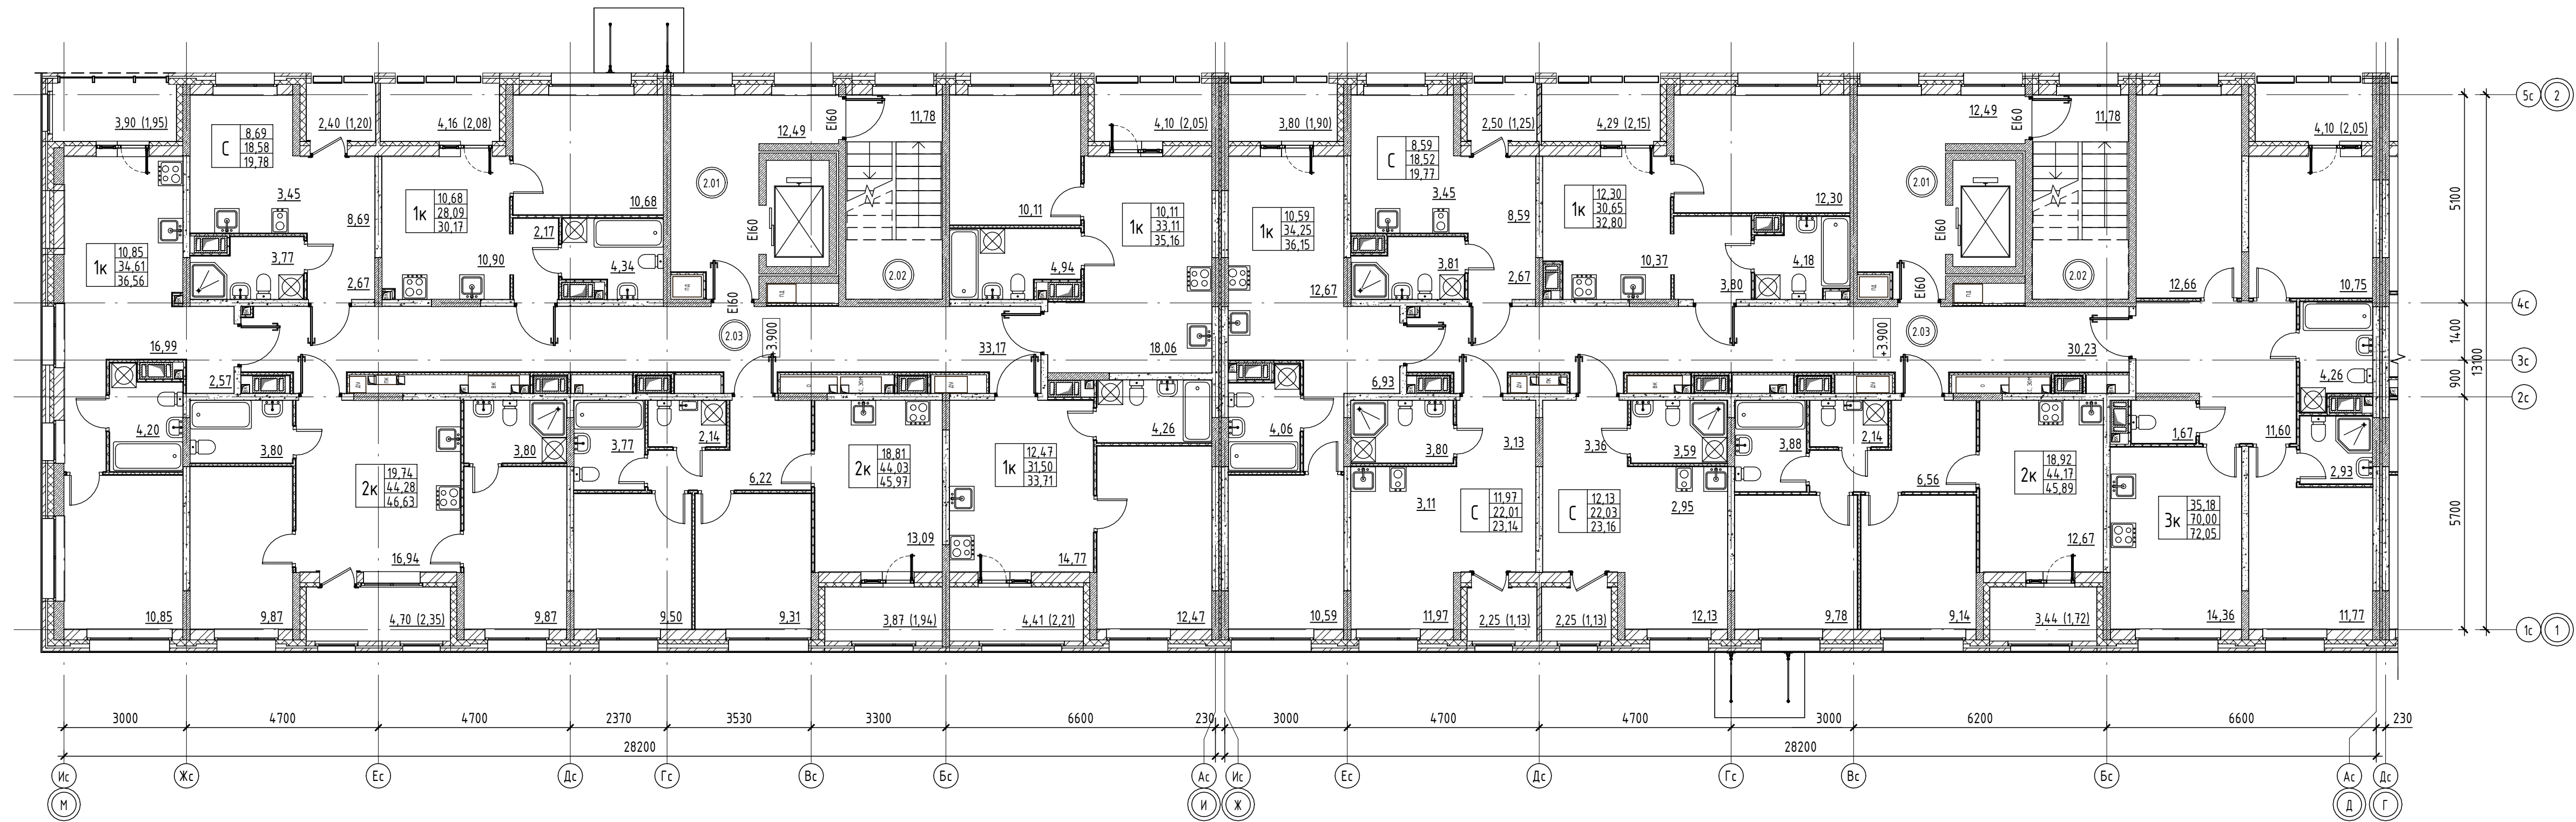 3,90 (1,95)
2,40 (1,20)
4,16 (2,08)
12,49
EI60
11,78
4,10 (2,05)
3,80 (1,90)
2,50 (1,25)
4,29 (2,15)
12,49
EI60
11,78
4,10 (2,05)
5с
2
С
8,69
18,58
19,78
3,45
8,69
1к
10,68
28,09
30,17
10,68
2.01
EI60
2.02
10,11
1к
10,11
33,11
35,16
1к
10,59
34,25
36,15
С
8,59
18,52
19,77
3,45
8,59
1к
12,30
30,65
32,80
12,30
2.01
EI60
2.02
12,66
10,75
5100
1к
10,85
34,61
36,56
3,77
2,67
10,90
2,17
4,34
пд
EI60
пд
4,94
12,67
3,81
2,67
10,37
3,80
4,18
пд
EI60
пд
4с
16,99
2,57
2.03
+3.900
33,17
18,06
6,93
+3.900
2.03
30,23
4,26
1400
13100
3с
ДУ
ПК
ВК
ДУ
ДУ
ПК
ВК
ДУ
900
2с
4,20
3,80
3,80
3,77
2,14
6,22
4,26
4,06
3,80
3,13
3,36
3,59
3,88
2,14
6,56
1,67
11,60
2,93
2к
19,74
44,28
46,63
2к
18,81
44,03
45,97
1к
12,47
31,50
33,71
3,11
С
11,97
22,01
23,14
С
12,13
22,03
23,16
2,95
2к
18,92
44,17
45,89
3к
35,18
70,00
72,05
5700
16,94
13,09
14,77
12,67
10,85
9,87
4,70 (2,35)
9,87
9,50
9,31
3,87 (1,94)
4,41 (2,21)
12,47
10,59
11,97
2,25 (1,13)
2,25 (1,13)
12,13
9,78
9,14
3,44 (1,72)
14,36
11,77
1с
1
3000
4700
4700
2370
3530
3300
6600
230
3000
4700
4700
3000
6200
6600
230
28200
28200
Ис
Жс
Ес
Дс
Гс
Вс
Бс
Ас
Ис
Ес
Дс
Гс
Вс
Бс
Ас
Дс
М
И
Ж
Д
Г